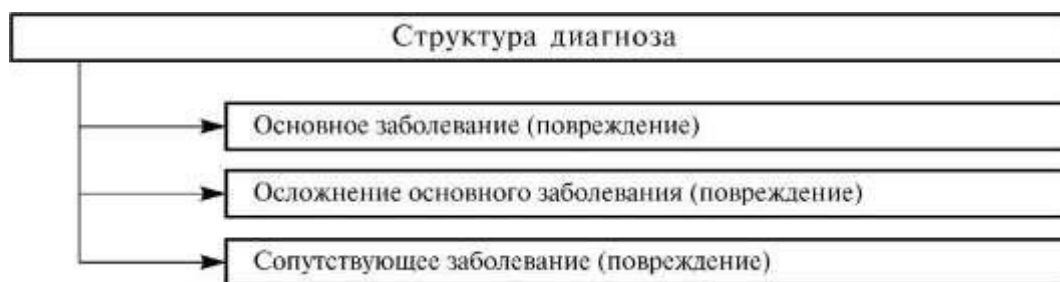 Структура диагноза
Основное заболевание (повреждение)
Осложнение основного заболевания (повреждение)
Сопутствующее заболевание (повреждение)